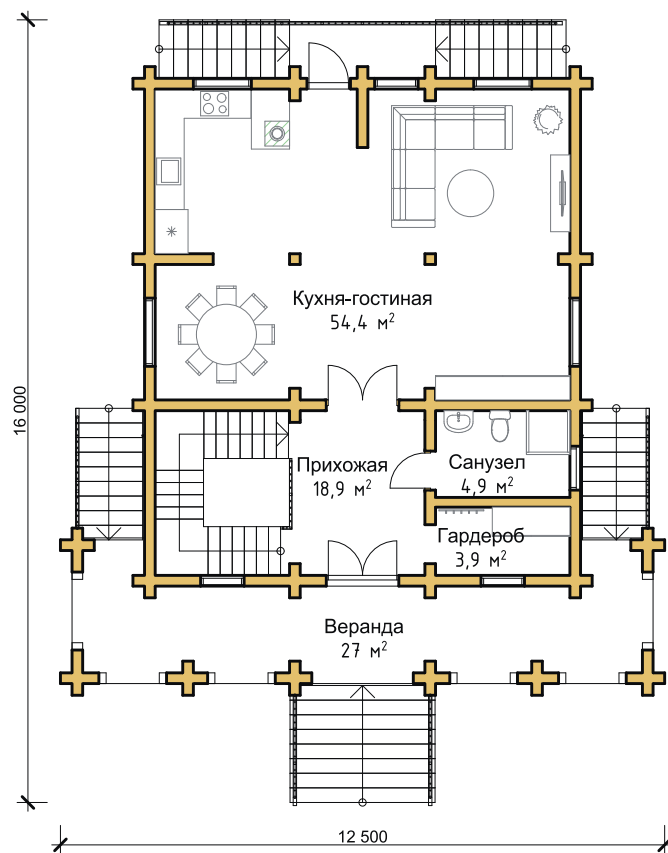 Кухня-гостиная
54,4 м²
16 000
Прихожая
18,9 м²
Санузел
4,9 м²
Гардероб
3,9 м²
Веранда
27 м²
12 500